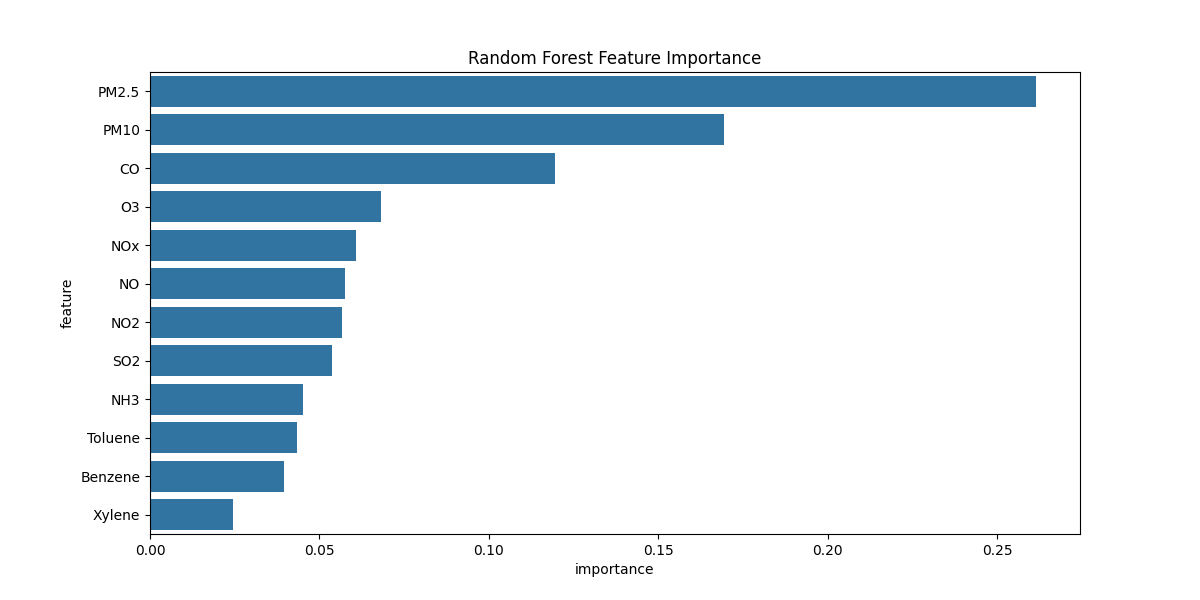 Random Forest Feature Importance
PM2.5
PM10
CO
O3
NOx
NO
NO2
SO2
NH3
Toluene
Benzene
Xylene
feature
0.00 0.05 0.10 0.15 0.20 0.25
importance